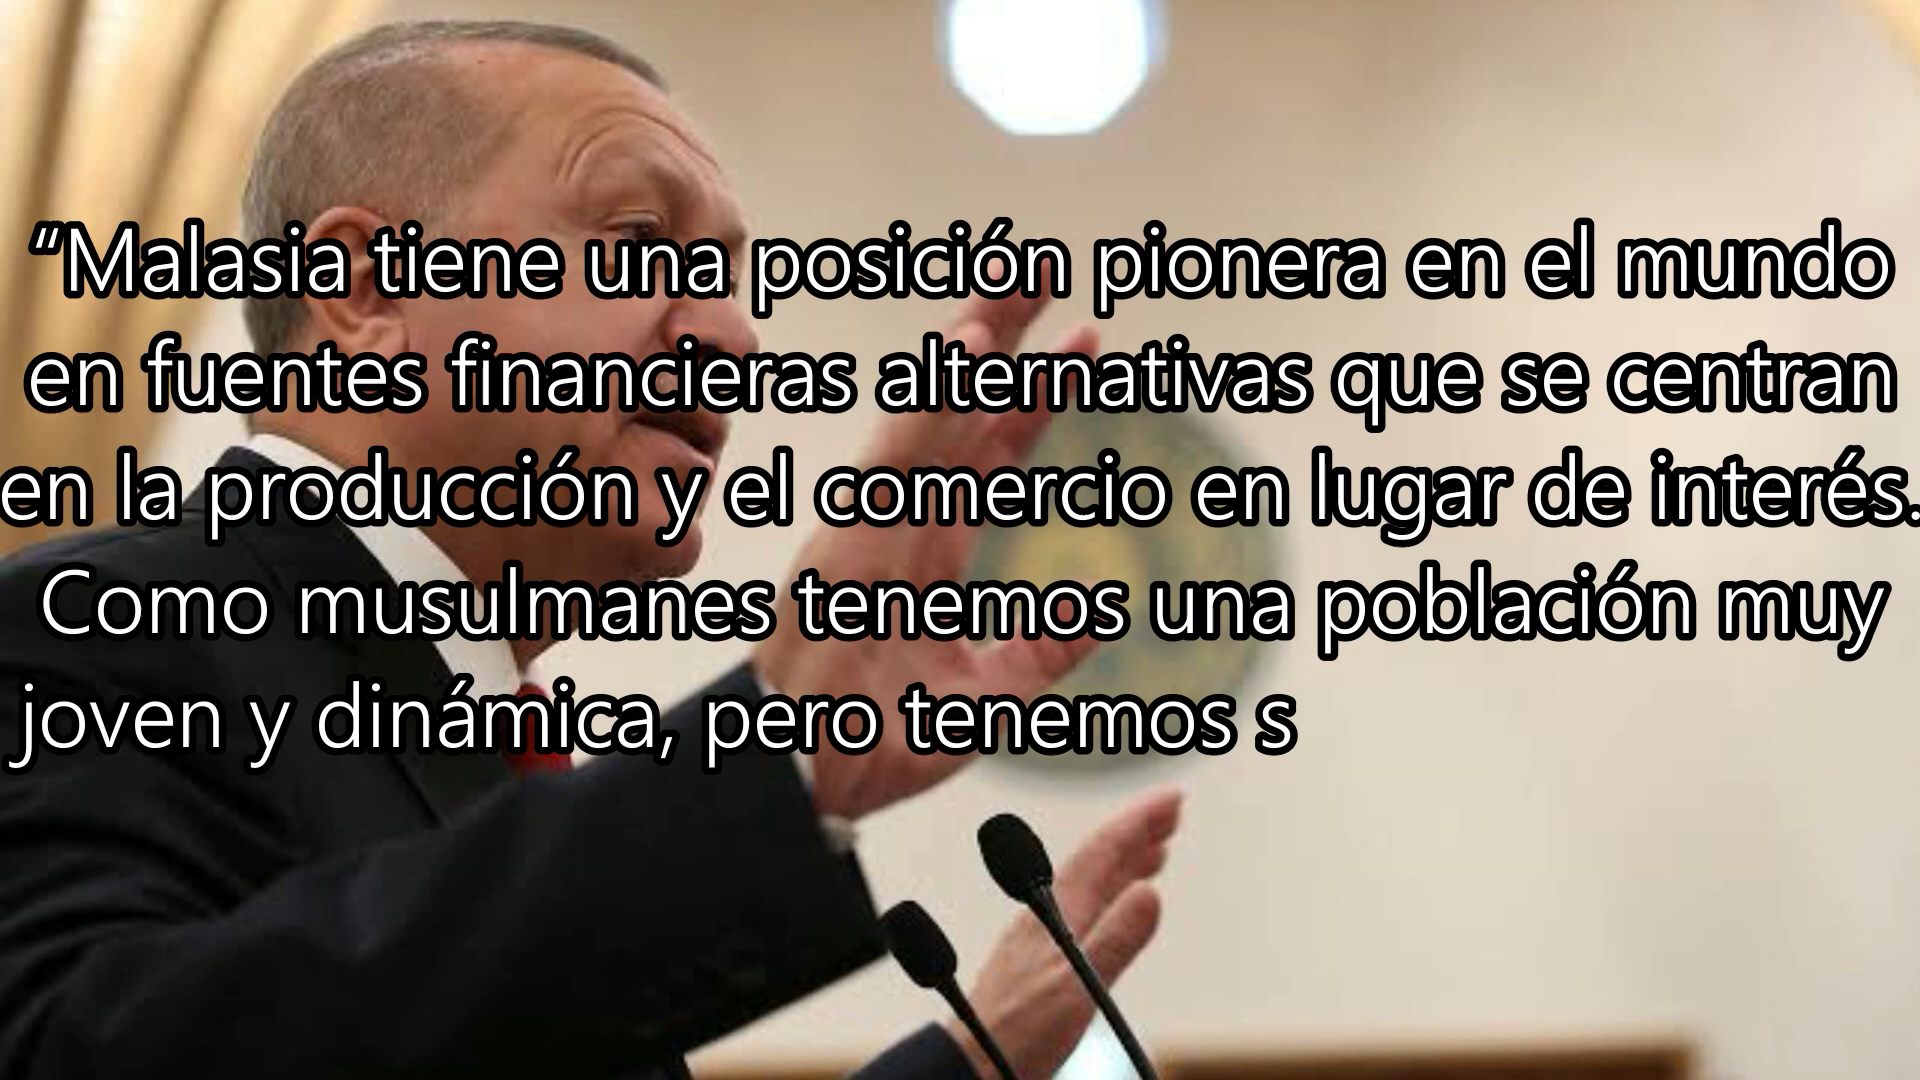 “Malasia tiene una posición pionera en el mundo
en fuentes financieras alternativas que se centran
en la producción y el comercio en lugar de interés.
Como musulmanes tenemos una población muy
joven y dinámica, pero tenemos s